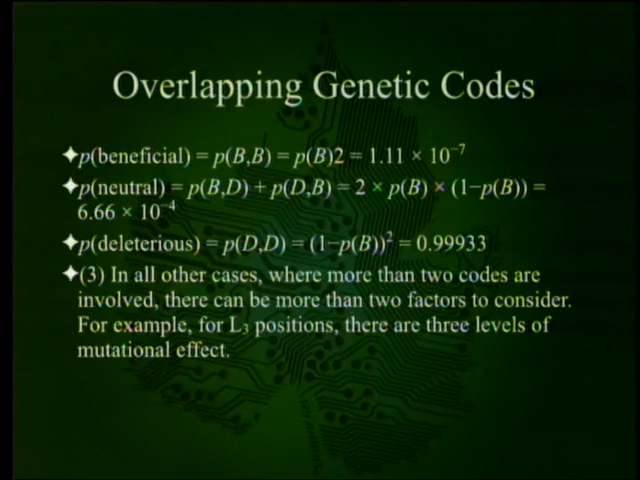 Overlapping Genetic Codes
✦p(beneficial) = p(B,B) = p(B)2 = 1.11 × 10⁻⁷
✦p(neutral) = p(B,D) + p(D,B) = 2 × p(B) × (1−p(B)) =
6.66 × 10⁻⁴
✦p(deleterious) = p(D,D) = (1−p(B))² = 0.99933
✦(3) In all other cases, where more than two codes are
involved, there can be more than two factors to consider.
For example, for L₃ positions, there are three levels of
mutational effect.